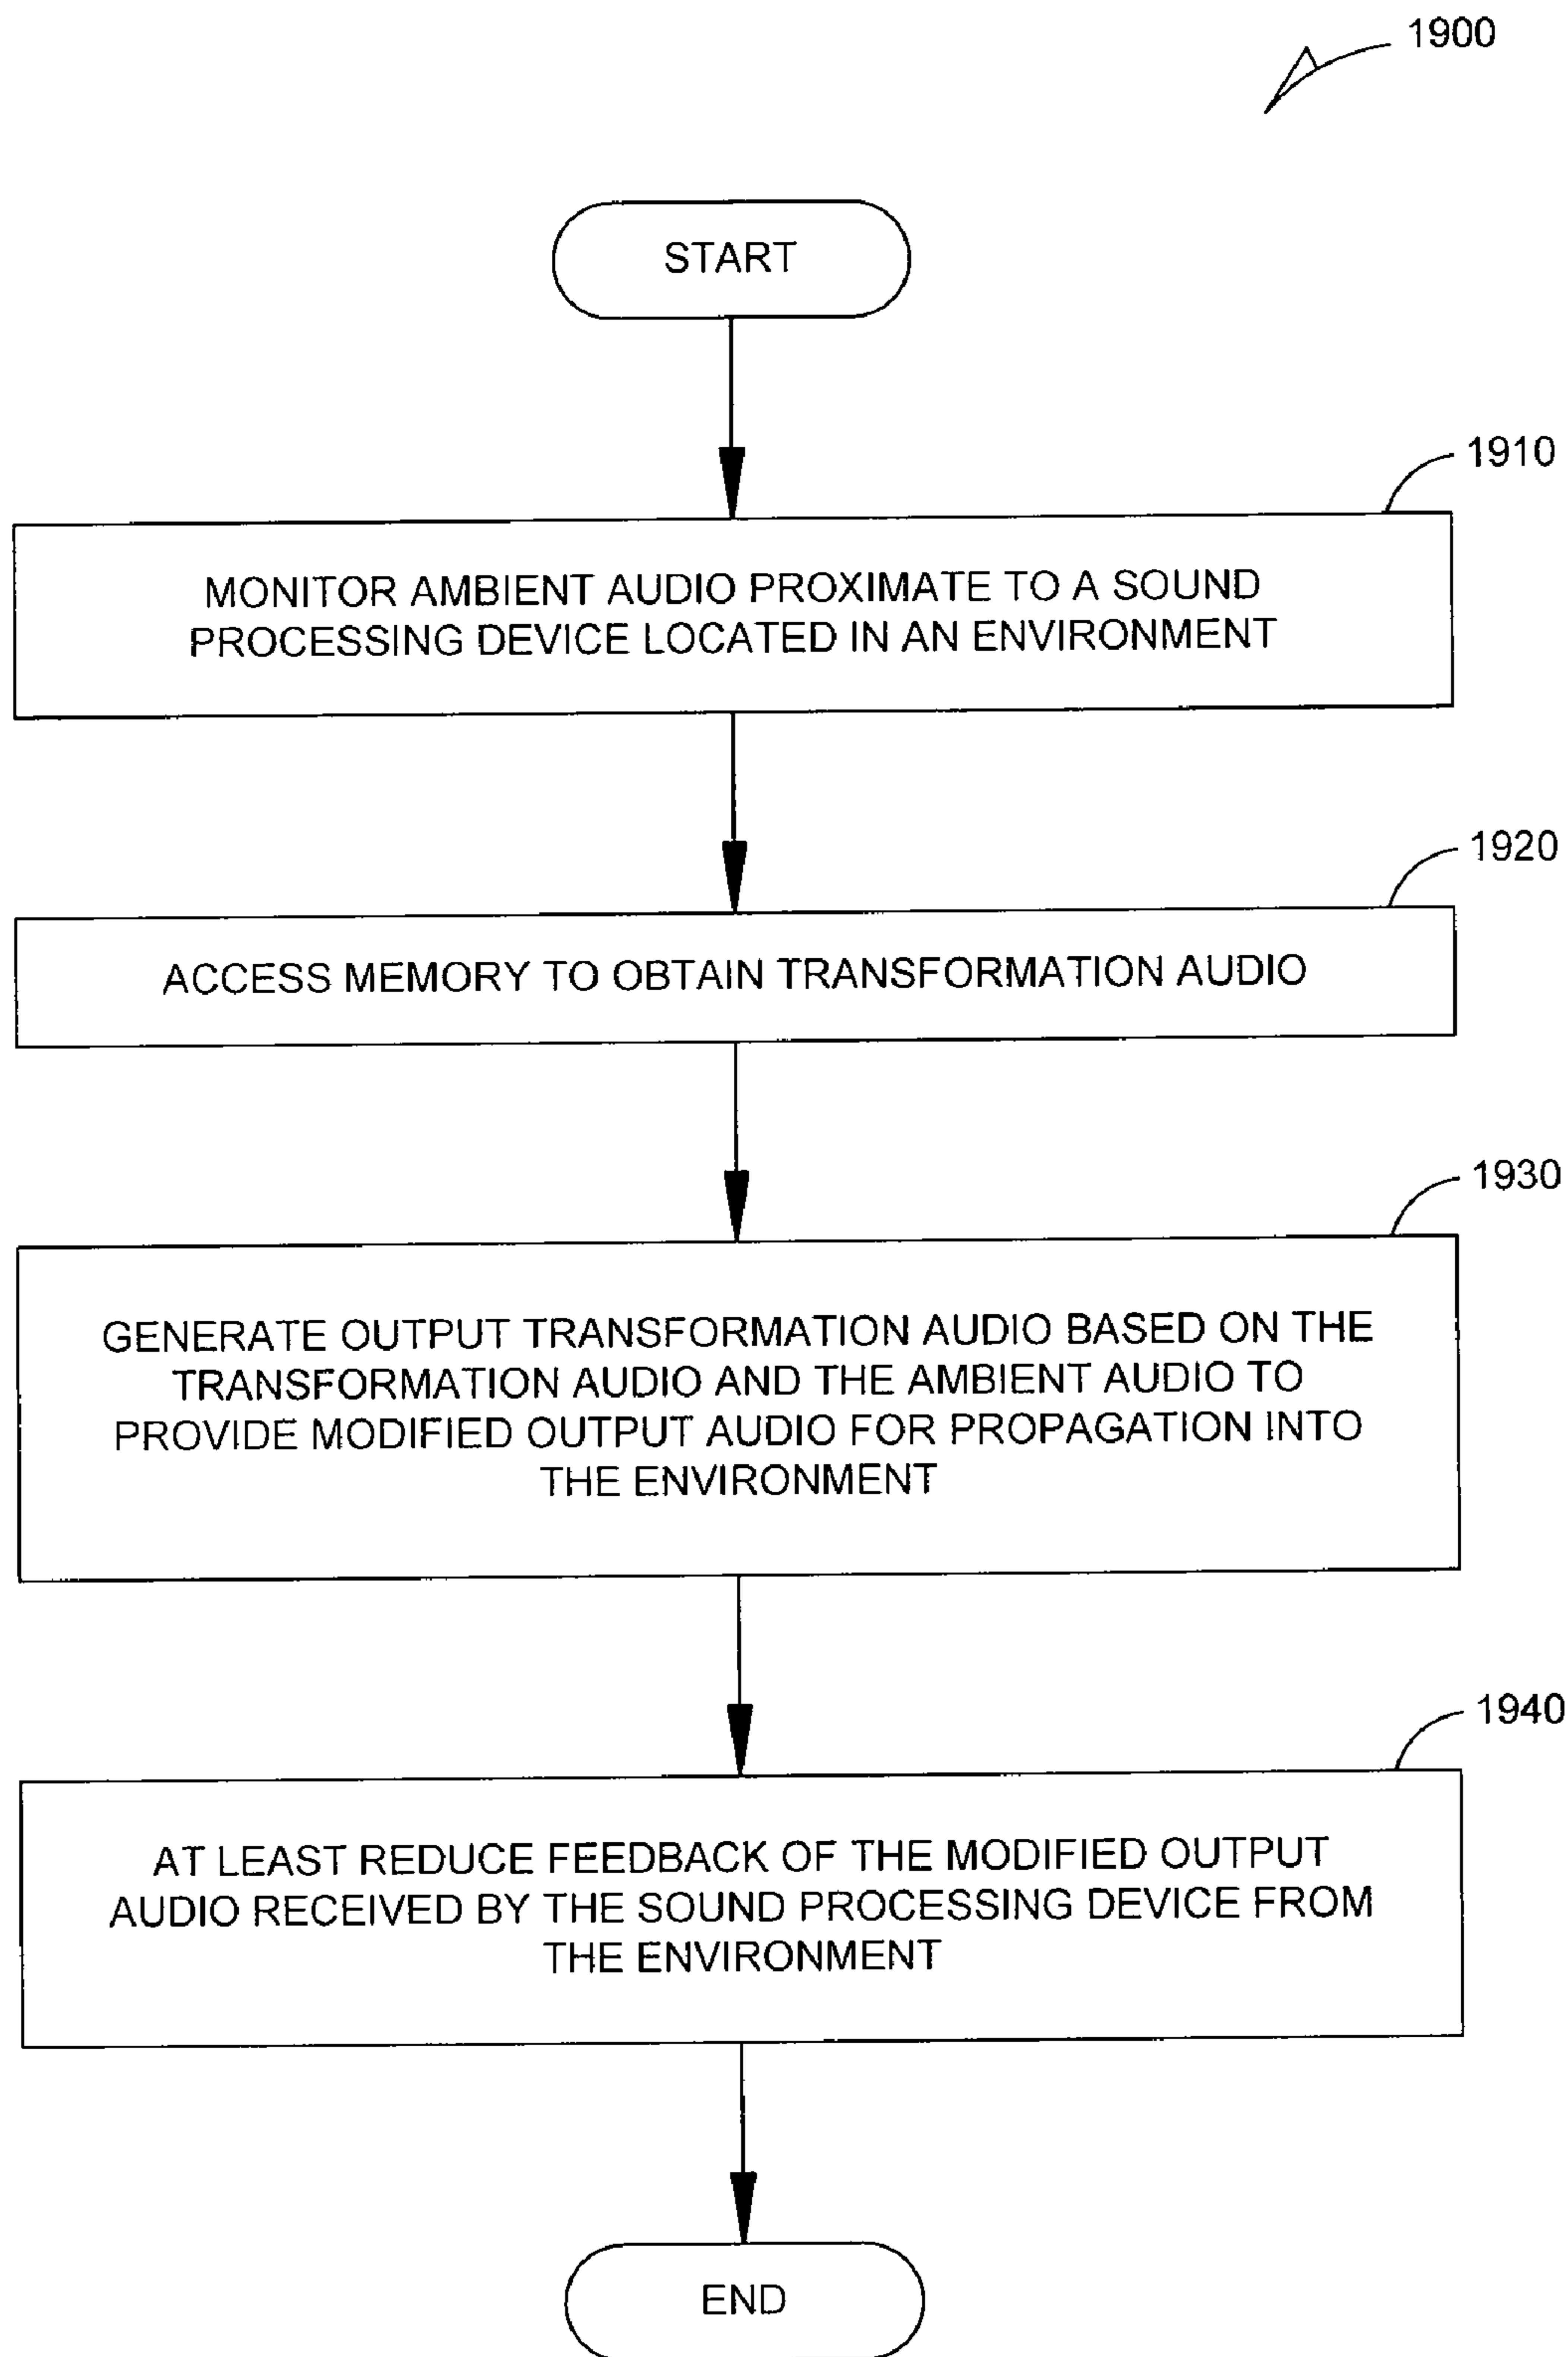 1900
START
1910
MONITOR AMBIENT AUDIO PROXIMATE TO A SOUND
PROCESSING DEVICE LOCATED IN AN ENVIRONMENT
1920
ACCESS MEMORY TO OBTAIN TRANSFORMATION AUDIO
1930
GENERATE OUTPUT TRANSFORMATION AUDIO BASED ON THE
TRANSFORMATION AUDIO AND THE AMBIENT AUDIO TO
PROVIDE MODIFIED OUTPUT AUDIO FOR PROPAGATION INTO
THE ENVIRONMENT
1940
AT LEAST REDUCE FEEDBACK OF THE MODIFIED OUTPUT
AUDIO RECEIVED BY THE SOUND PROCESSING DEVICE FROM
THE ENVIRONMENT
END